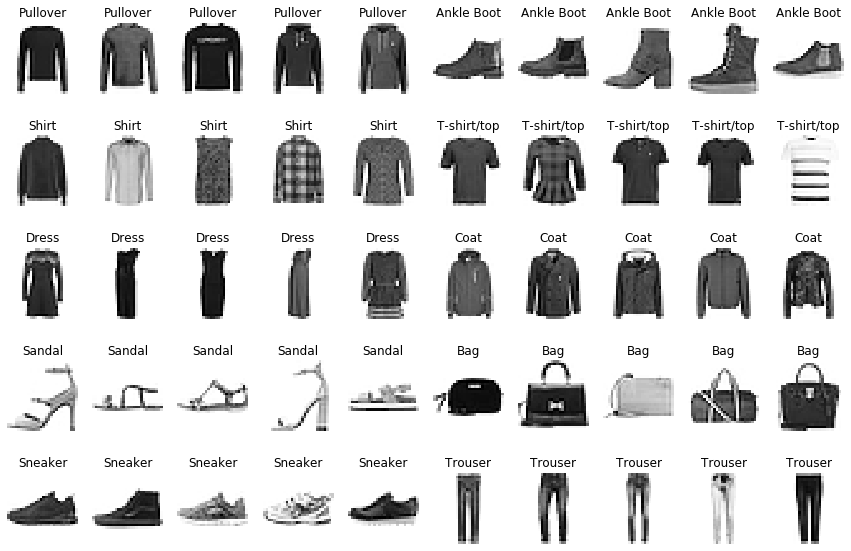 Pullover Pullover Pullover Pullover Pullover Ankle Boot Ankle Boot Ankle Boot Ankle Boot Ankle Boot
Shirt Shirt Shirt Shirt Shirt T-shirt/top T-shirt/top T-shirt/top T-shirt/top T-shirt/top
Dress Dress Dress Dress Dress Coat Coat Coat Coat Coat
Sandal Sandal Sandal Sandal Sandal Bag Bag Bag Bag Bag
Sneaker Sneaker Sneaker Sneaker Sneaker Trouser Trouser Trouser Trouser Trouser